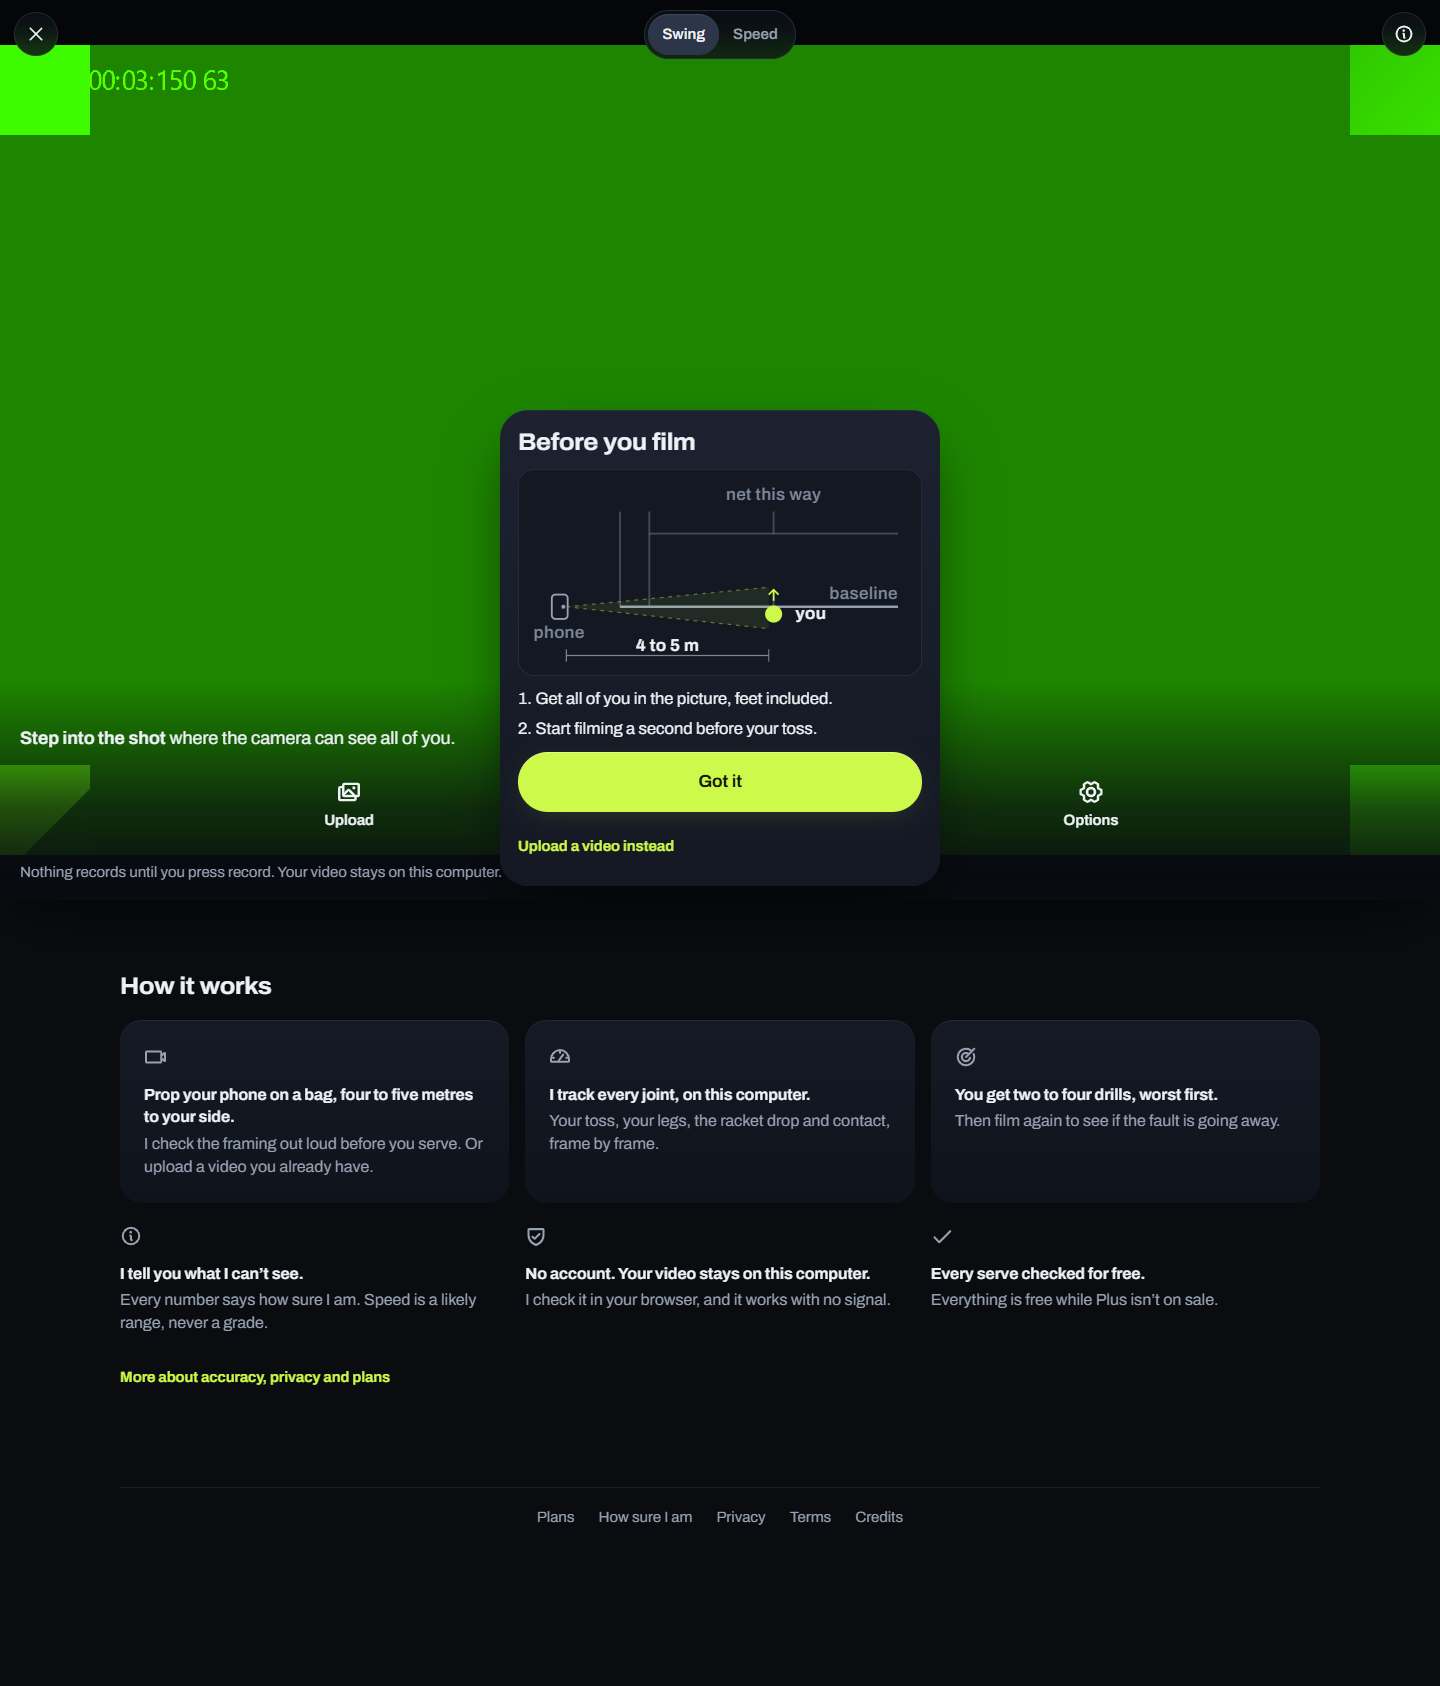 Swing
Speed
00:03:150 63
Before you film
net this way
baseline
you
phone
4 to 5 m
1. Get all of you in the picture, feet included.
2. Start filming a second before your toss.
Got it
Upload a video instead
Step into the shot where the camera can see all of you.
Upload
Options
Nothing records until you press record. Your video stays on this computer.
How it works
Prop your phone on a bag, four to five metres
to your side.
I check the framing out loud before you serve. Or
upload a video you already have.
I track every joint, on this computer.
Your toss, your legs, the racket drop and contact,
frame by frame.
You get two to four drills, worst first.
Then film again to see if the fault is going away.
I tell you what I can’t see.
Every number says how sure I am. Speed is a likely
range, never a grade.
No account. Your video stays on this computer.
I check it in your browser, and it works with no signal.
Every serve checked for free.
Everything is free while Plus isn’t on sale.
More about accuracy, privacy and plans
Plans
How sure I am
Privacy
Terms
Credits